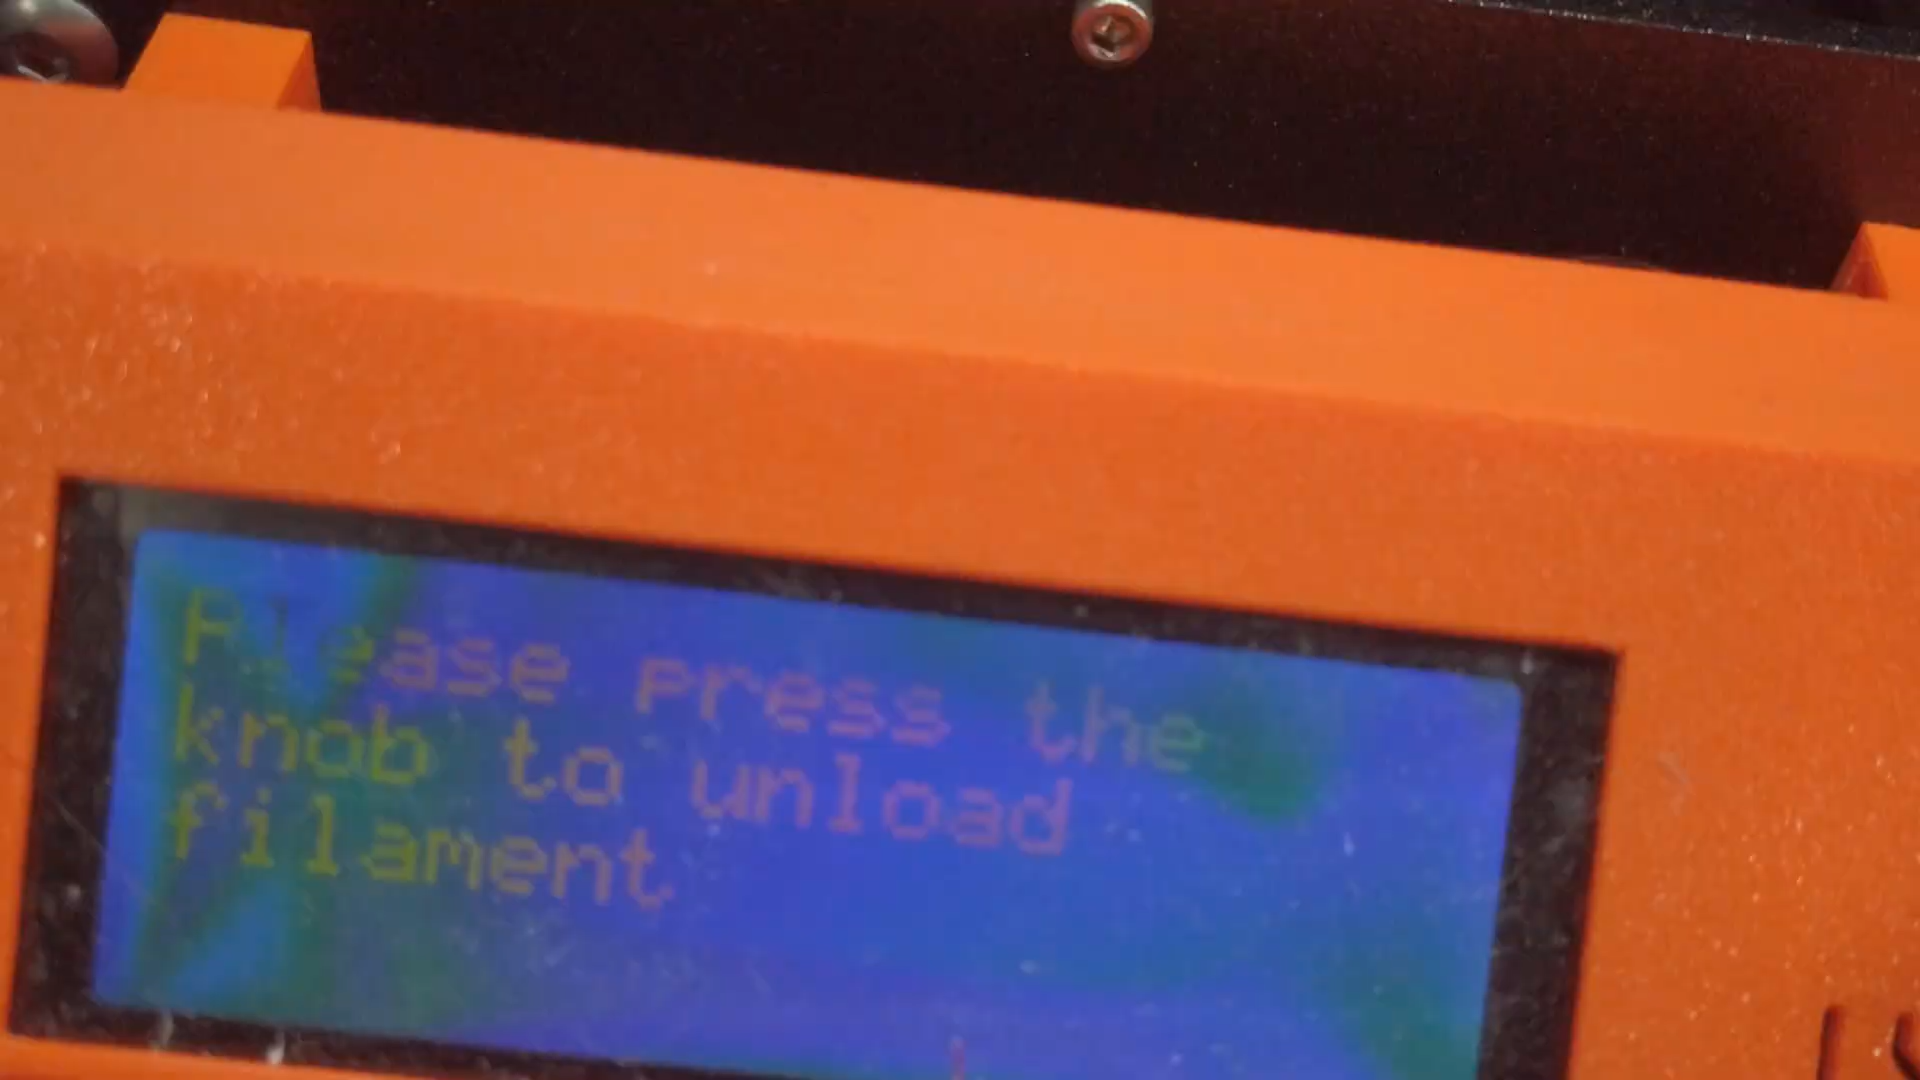 Please press the
knob to unload
filament